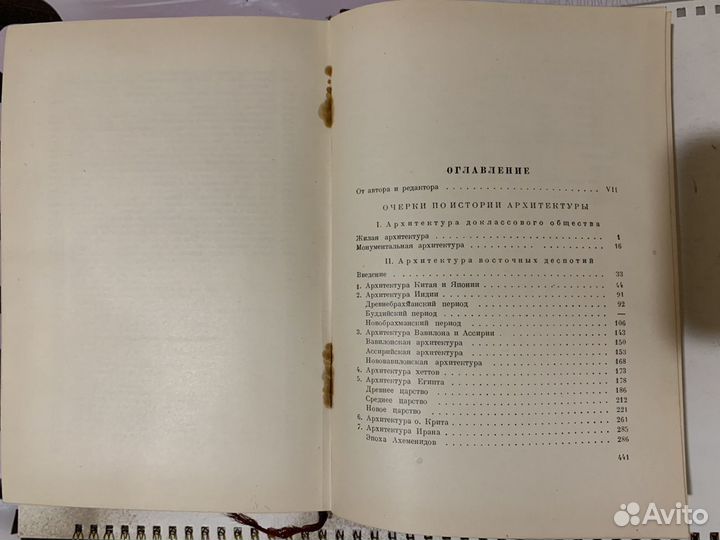 ОГЛАВЛЕНИЕ
От автора и редактора . . . . . . . . . . . . . . . . VII
ОЧЕРКИ ПО ИСТОРИИ АРХИТЕКТУРЫ
I. Архитектура доклассового общества
Жилая архитектура . . . . . . . . . . . . . . . . 1
Монументальная архитектура . . . . . . . . . . . . 16
II. Архитектура восточных деспотий
Введение . . . . . . . . . . . . . . . . . . . . 33
1. Архитектура Китая и Японии . . . . . . . . . . . 44
2. Архитектура Индии . . . . . . . . . . . . . . . 91
Древнебрахманский период . . . . . . . . . . . . 92
Буддийский период . . . . . . . . . . . . . . . —
Новобрахманский период . . . . . . . . . . . . . 106
3. Архитектура Вавилона и Ассирии . . . . . . . . . 143
Вавилонская архитектура . . . . . . . . . . . . 150
Ассирийская архитектура . . . . . . . . . . . . 153
Нововавилонская архитектура . . . . . . . . . . 168
4. Архитектура хеттов . . . . . . . . . . . . . . . 173
5. Архитектура Египта . . . . . . . . . . . . . . . 178
Древнее царство . . . . . . . . . . . . . . . . 186
Среднее царство . . . . . . . . . . . . . . . . 212
Новое царство . . . . . . . . . . . . . . . . . 221
6. Архитектура о. Крита . . . . . . . . . . . . . . 261
7. Архитектура Ирана . . . . . . . . . . . . . . . 285
Эпоха Ахеменидов . . . . . . . . . . . . . . . . 286
441
Avito